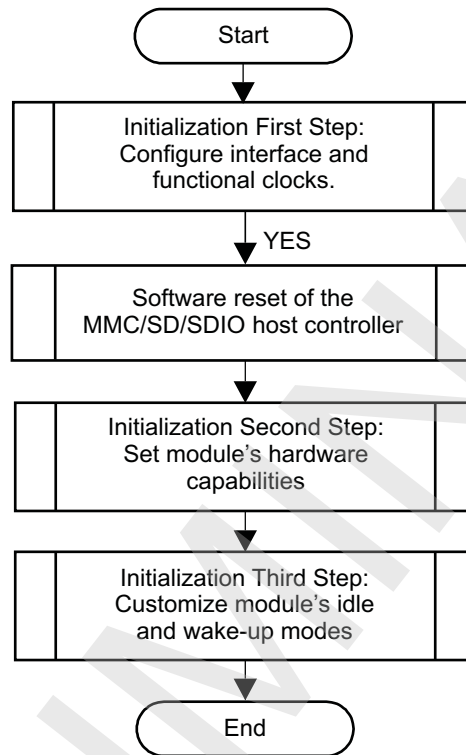 Start
Initialization First Step:
Configure interface and
functional clocks.
YES
Software reset of the
MMC/SD/SDIO host controller
Initialization Second Step:
Set module's hardware
capabilities
Initialization Third Step:
Customize module's idle
and wake-up modes
End